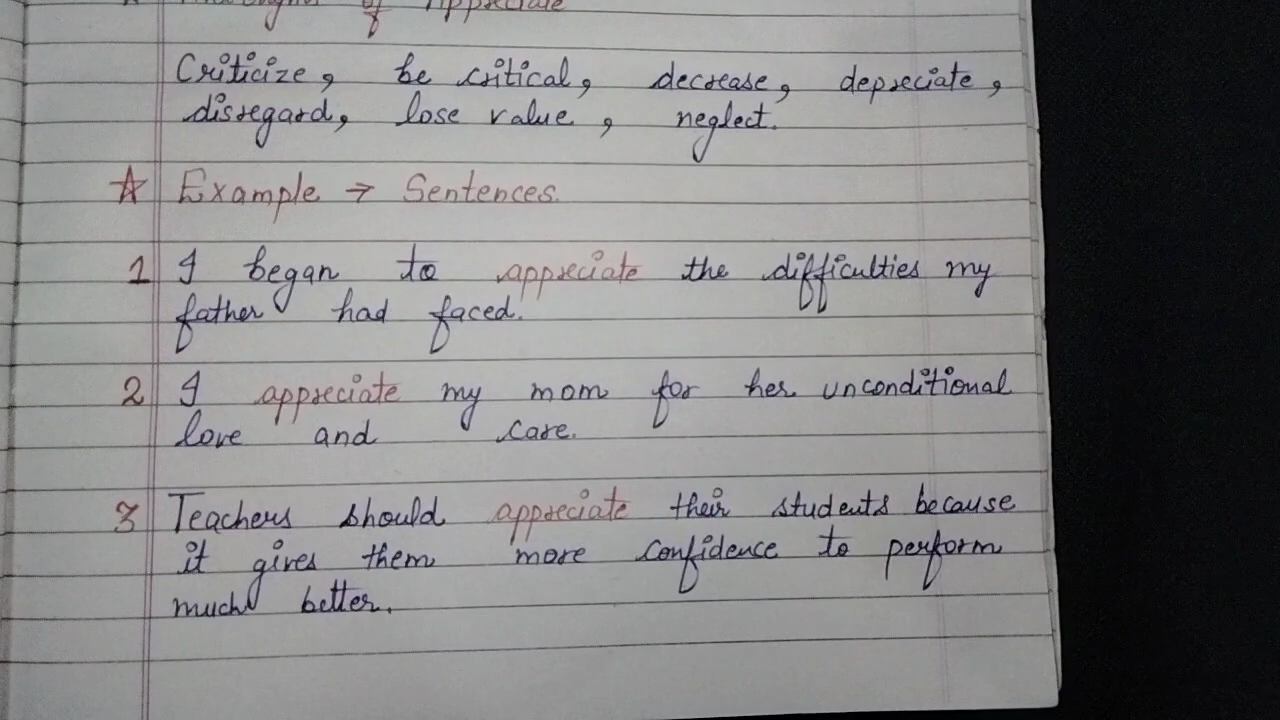 of Appreciate
Criticize, be critical, decrease, depreciate,
disregard, lose value, neglect.
☆ Example → Sentences.
1 I began to appreciate the difficulties my
father had faced.
2 I appreciate my mom for her unconditional
love and care.
3 Teachers should appreciate their students because
it gives them more confidence to perform
much better.